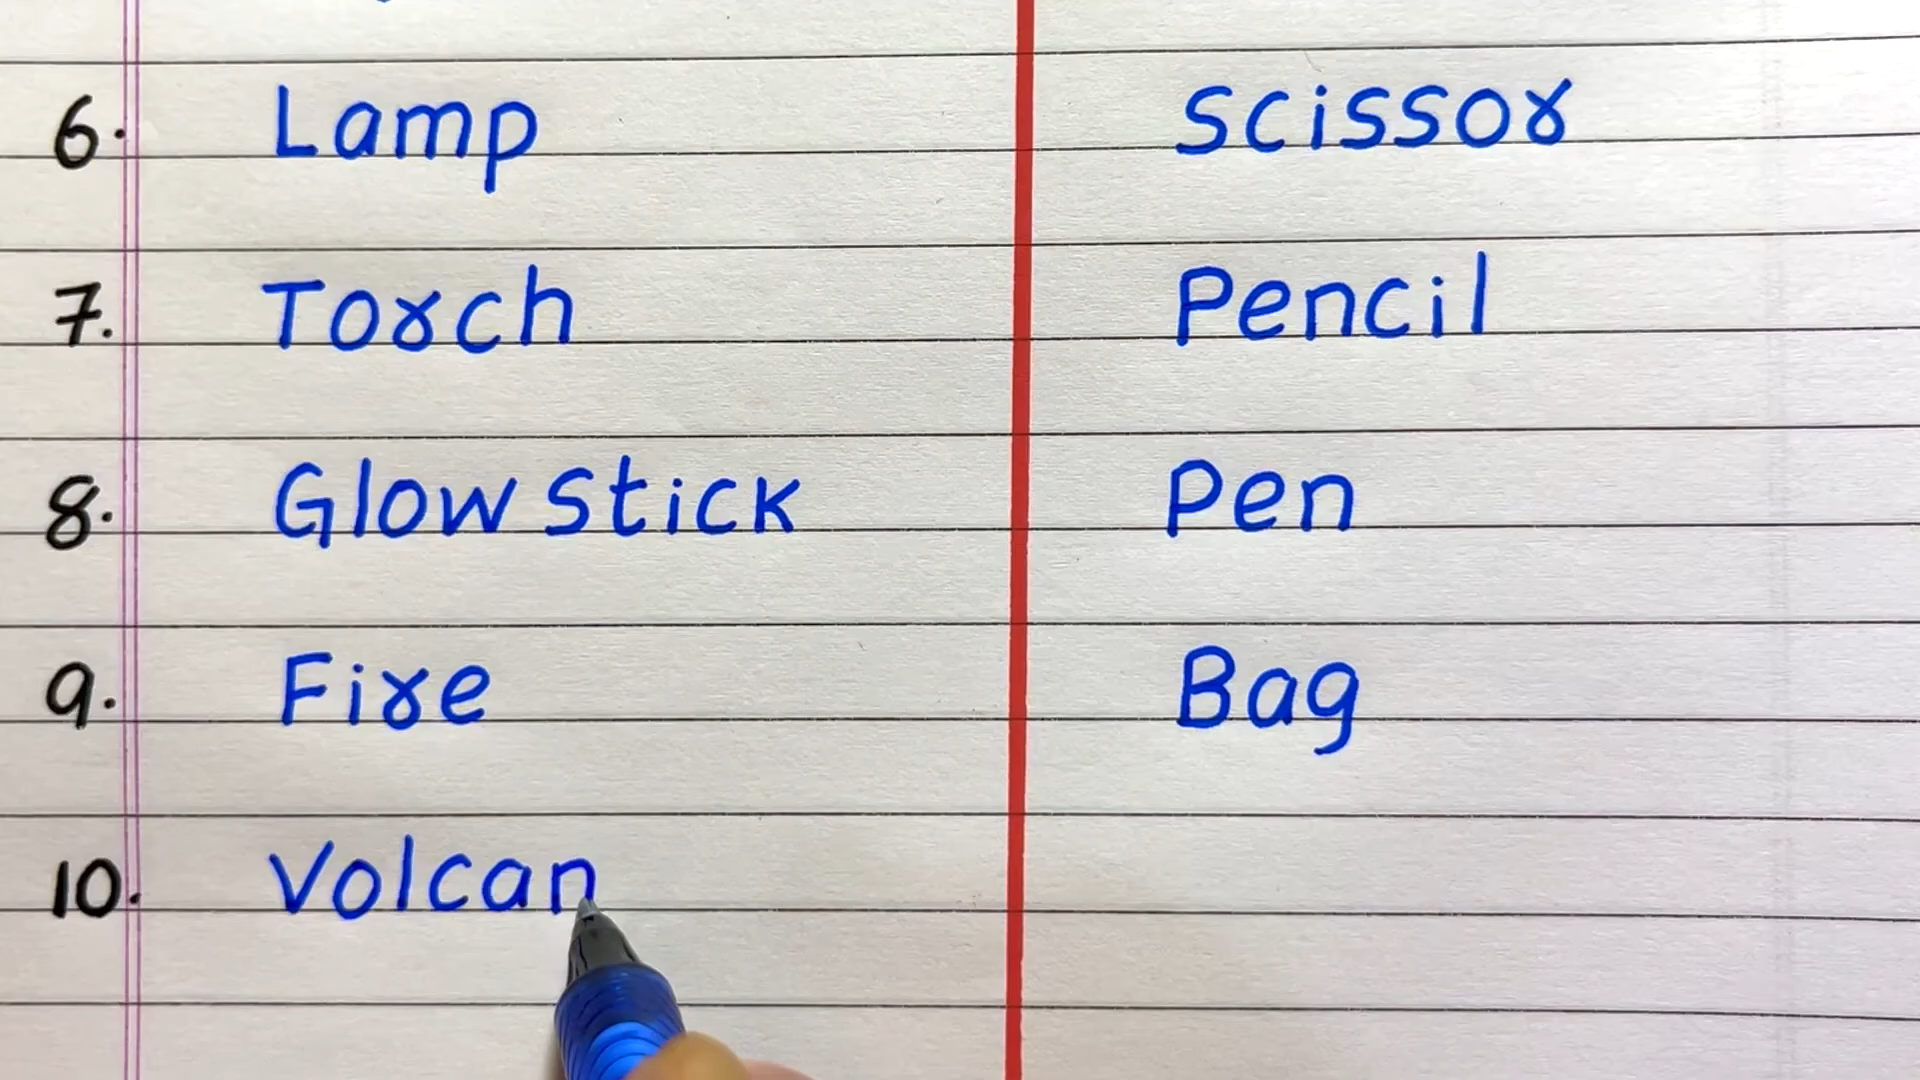 6. Lamp Scissor
7. Torch Pencil
8. Glow Stick Pen
9. Fire Bag
10. Volcan